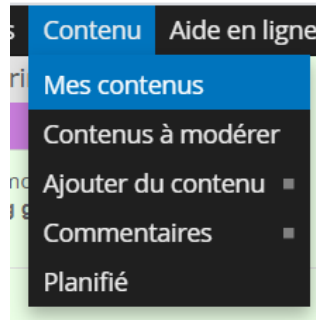 Contenu Aide en ligne
Mes contenus
Contenus à modérer
Ajouter du contenu
Commentaires
Planifié